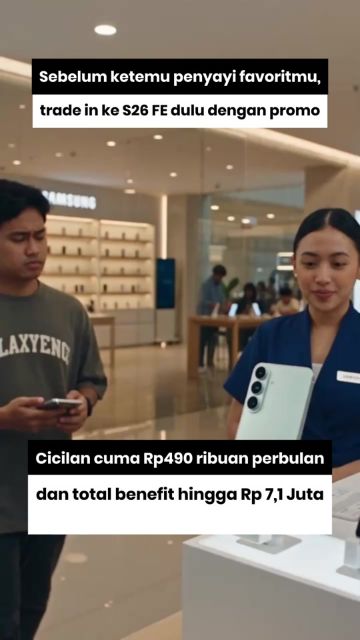 Sebelum ketemu penyayi favoritmu,
trade in ke S26 FE dulu dengan promo
SAMSUNG
LAXYENC
Cicilan cuma Rp490 ribuan perbulan
dan total benefit hingga Rp 7,1 Juta